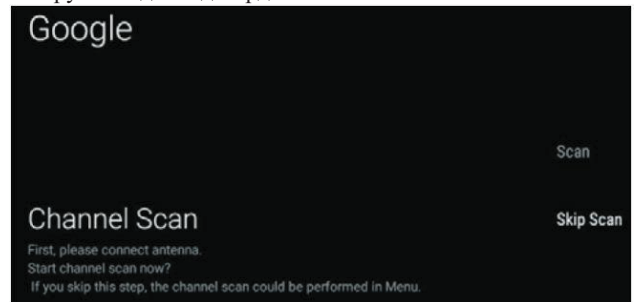 Google
Scan
Channel Scan
Skip Scan
First, please connect antenna.
Start channel scan now?
If you skip this step, the channel scan could be performed in Menu.